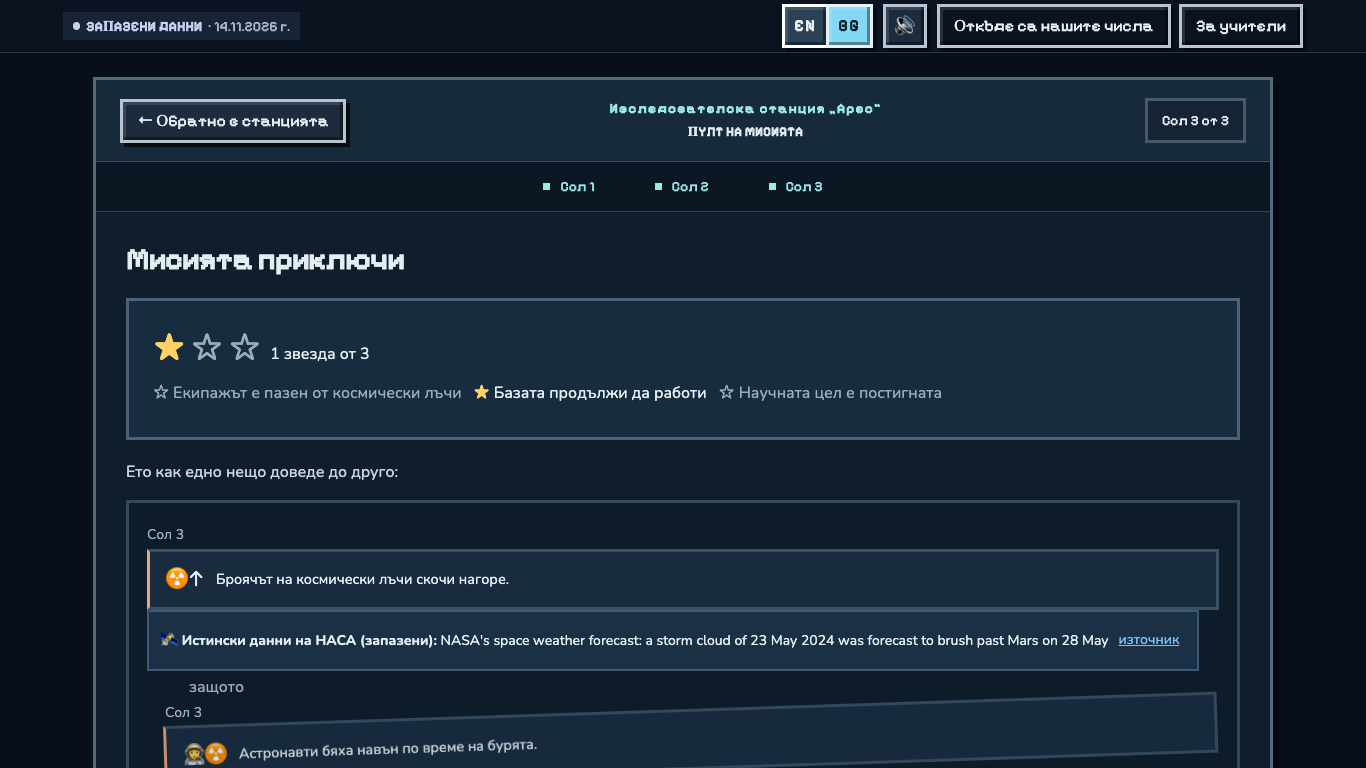 ЗАПАЗЕНИ ДАННИ · 14.11.2026 г.
EN
BG
Откъде са нашите числа
За учители
← Обратно в станцията
Изследователска станция „Арес“
ПУЛТ НА МИСИЯТА
Сол 3 от 3
Сол 1
Сол 2
Сол 3
Мисията приключи
1 звезда от 3
Екипажът е пазен от космически лъчи
Базата продължи да работи
Научната цел е постигната
Ето как едно нещо доведе до друго:
Сол 3
Броячът на космически лъчи скочи нагоре.
Истински данни на НАСА (запазени): NASA's space weather forecast: a storm cloud of 23 May 2024 was forecast to brush past Mars on 28 May източник
защото
Сол 3
Астронавти бяха навън по време на бурята.